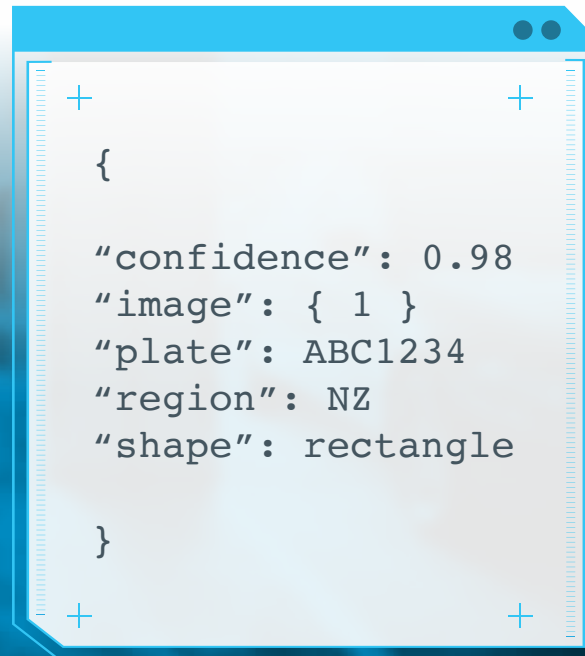 {
“confidence”: 0.98
“image”: { 1 }
“plate”: ABC1234
“region”: NZ
“shape”: rectangle
}